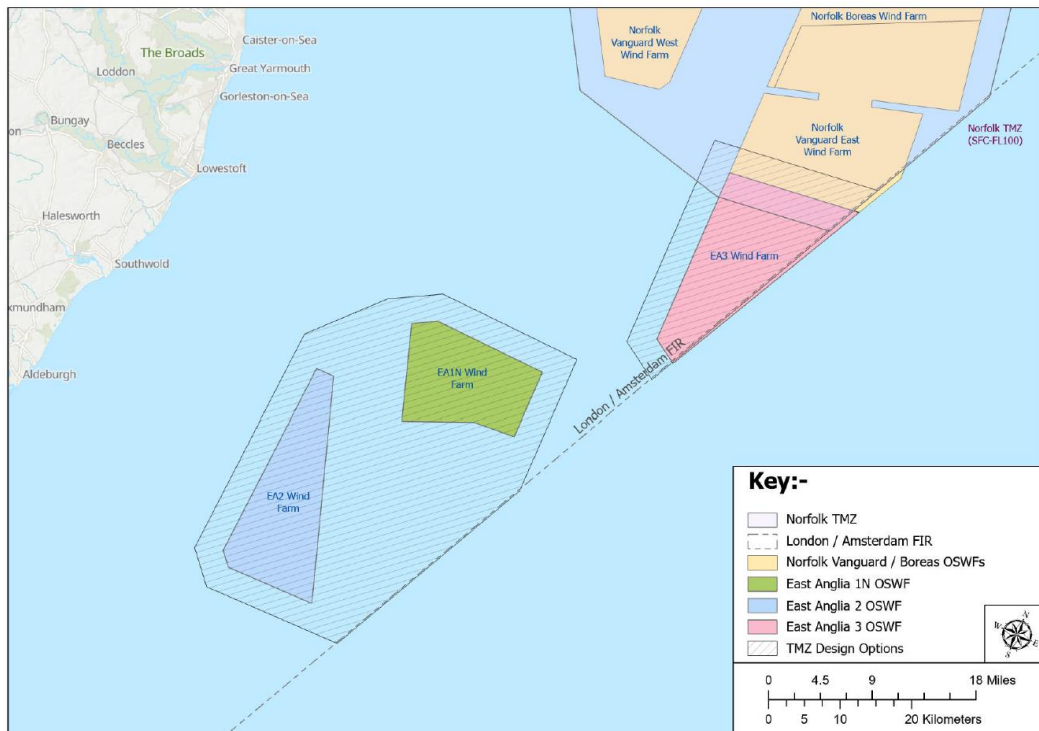 Caister-on-Sea
The Broads
Loddon
Great Yarmouth
Gorleston-on-Sea
on
Bungay
Beccles
Lowestoft
Halesworth
Southwold
xmundham
Aldeburgh
Norfolk Boreas Wind Farm
Norfolk
Vanguard West
Wind Farm
Norfolk
Vanguard East
Wind Farm
Norfolk TMZ
(SFC-FL100)
EA3 Wind Farm
London / Amsterdam FIR
EA1N Wind
Farm
EA2 Wind
Farm
Key:-
Norfolk TMZ
London / Amsterdam FIR
Norfolk Vanguard / Boreas OSWFs
East Anglia 1N OSWF
East Anglia 2 OSWF
East Anglia 3 OSWF
TMZ Design Options
N
W
E
S
0 4.5 9 18 Miles
0 5 10 20 Kilometers